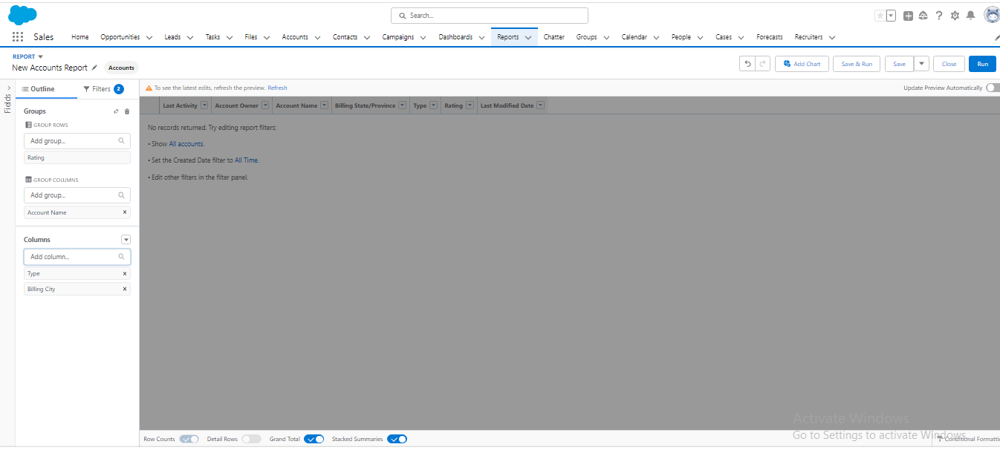 Search...
Sales Home Opportunities Leads Tasks Files Accounts Contacts Campaigns Dashboards Reports Chatter Groups Calendar People Cases Forecasts Recruiters
REPORT
New Accounts Report Accounts
Add Chart Save & Run Save Close Run
Fields
Outline Filters 2
To see the latest edits, refresh the preview. Refresh
Update Preview Automatically
Groups
GROUP ROWS
Add group...
Rating
GROUP COLUMNS
Add group...
Account Name
Columns
Add column...
Type
Billing City
Last Activity Account Owner Account Name Billing State/Province Type Rating Last Modified Date
No records returned. Try editing report filters:
• Show All accounts.
• Set the Created Date filter to All Time.
• Edit other filters in the filter panel.
Activate Windows
Go to Settings to activate Windows.
Row Counts Detail Rows Grand Total Stacked Summaries
Conditional Formatti